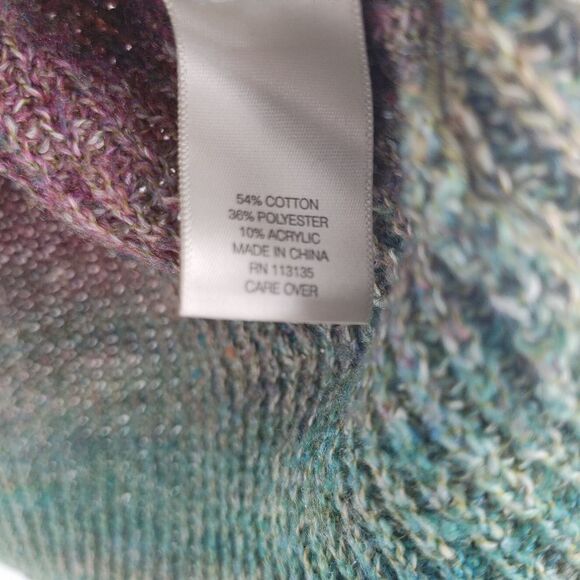 54% COTTON
36% POLYESTER
10% ACRYLIC
MADE IN CHINA
RN 113135
CARE OVER